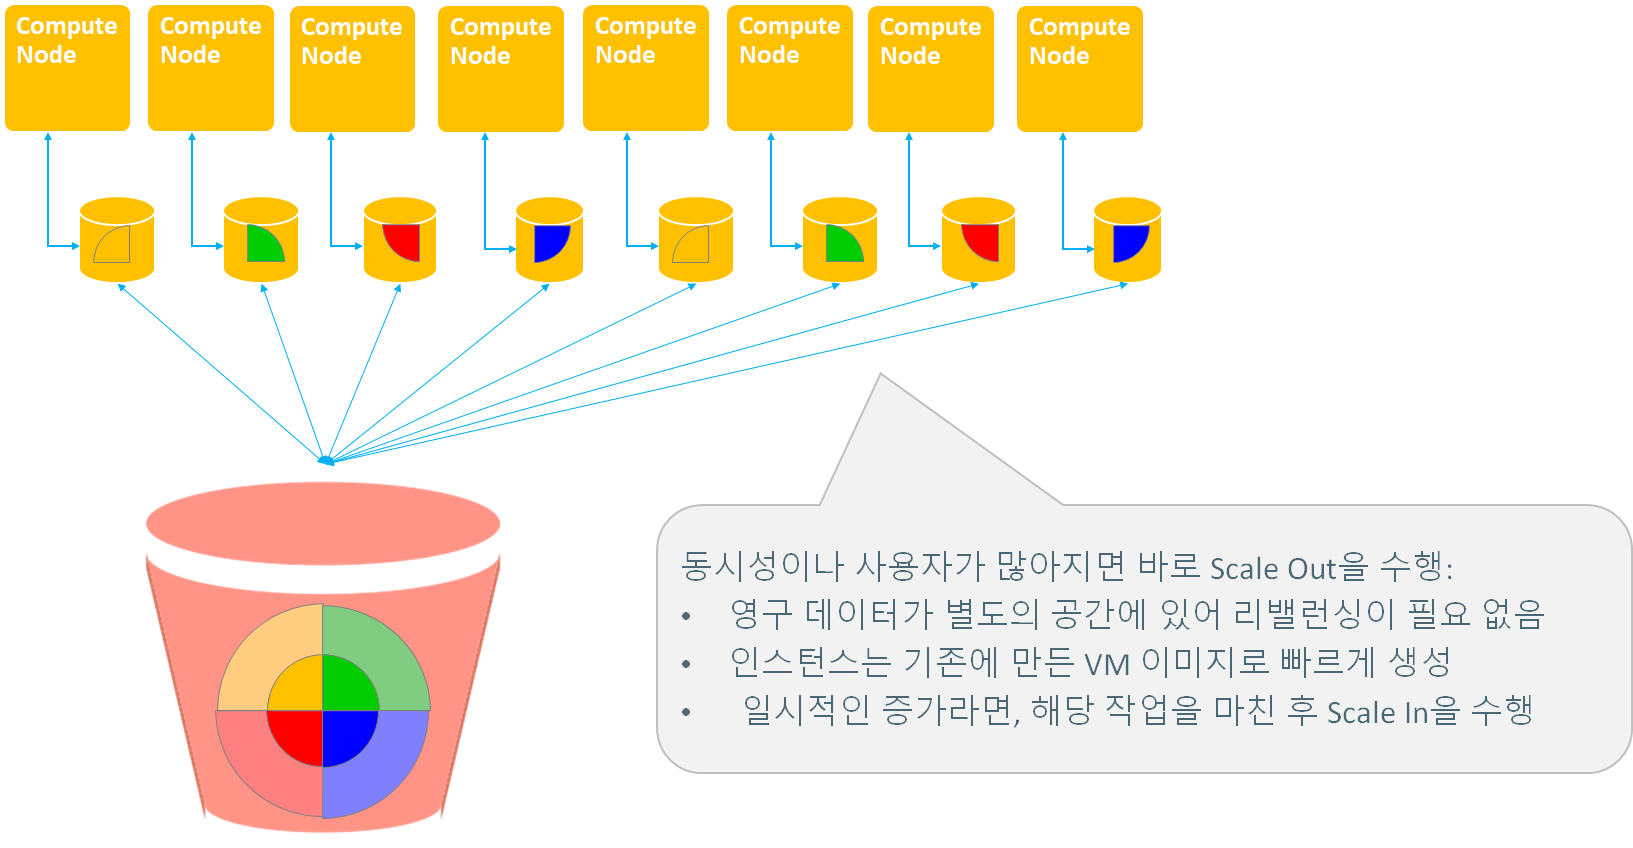 Compute
Node
Compute
Node
Compute
Node
Compute
Node
Compute
Node
Compute
Node
Compute
Node
Compute
Node
동시성이나 사용자가 많아지면 바로 Scale Out을 수행:
• 영구 데이터가 별도의 공간에 있어 리밸런싱이 필요 없음
• 인스턴스는 기존에 만든 VM 이미지로 빠르게 생성
• 일시적인 증가라면, 해당 작업을 마친 후 Scale In을 수행